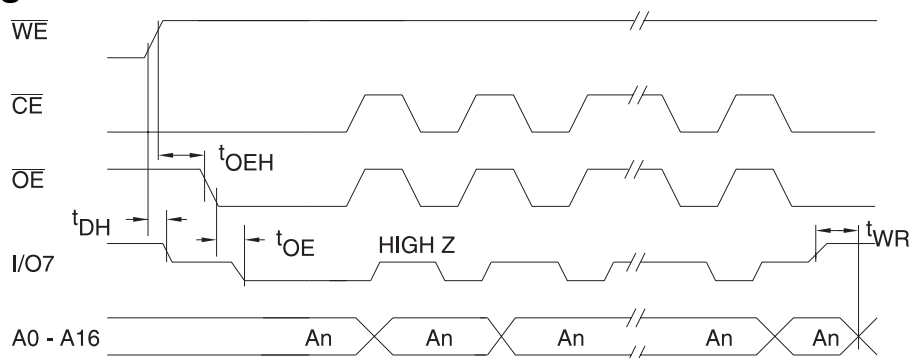 WE
CE
tOEH
OE
tDH
tOE
HIGH Z
tWR
I/O7
A0 - A16
An An An An An